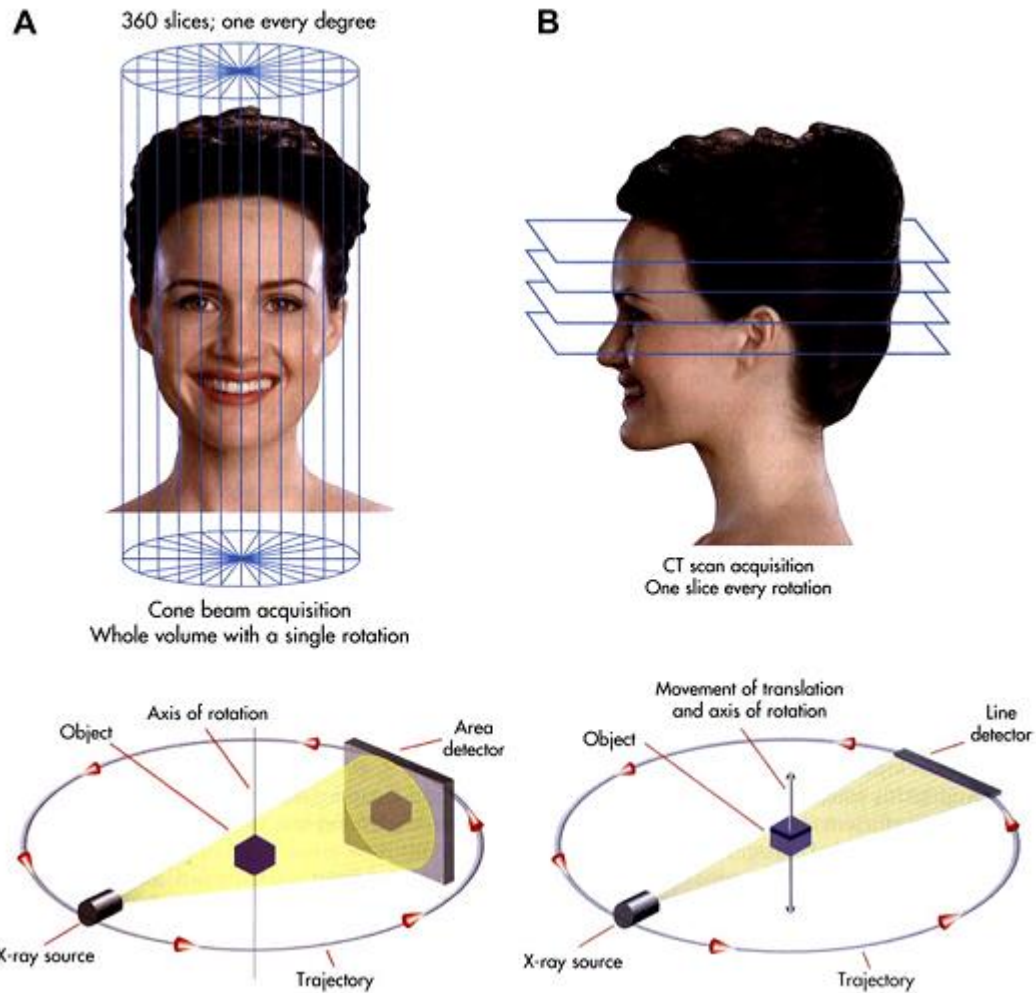 A
360 slices; one every degree
B
Cone beam acquisition
Whole volume with a single rotation
CT scan acquisition
One slice every rotation
Axis of rotation
Object
Area
detector
X-ray source
Trajectory
Movement of translation
and axis of rotation
Object
Line
detector
X-ray source
Trajectory